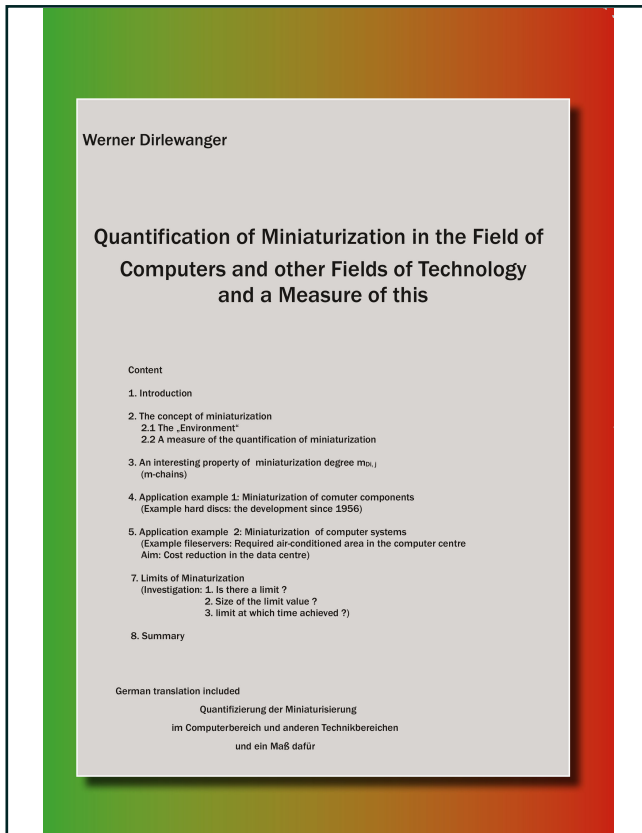 Werner Dirlewanger
Quantification of Miniaturization in the Field of
Computers and other Fields of Technology
and a Measure of this
Content
1. Introduction
2. The concept of miniaturization
2.1 The „Environment“
2.2 A measure of the quantification of miniaturization
3. An interesting property of miniaturization degree mDi, j
(m-chains)
4. Application example 1: Miniaturization of comuter components
(Example hard discs: the development since 1956)
5. Application example 2: Miniaturization of computer systems
(Example fileservers: Required air-conditioned area in the computer centre
Aim: Cost reduction in the data centre)
7. Limits of Minaturization
(Investigation: 1. Is there a limit ?
2. Size of the limit value ?
3. limit at which time achieved ?)
8. Summary
German translation included
Quantifizierung der Miniaturisierung
im Computerbereich und anderen Technikbereichen
und ein Maß dafür